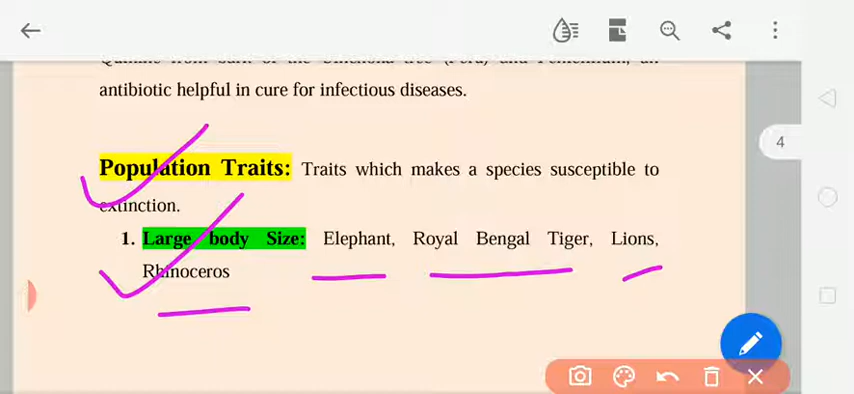 antibiotic helpful in cure for infectious diseases.
4
Population Traits: Traits which makes a species susceptible to
extinction.
1. Large body Size: Elephant, Royal Bengal Tiger, Lions,
Rhinoceros